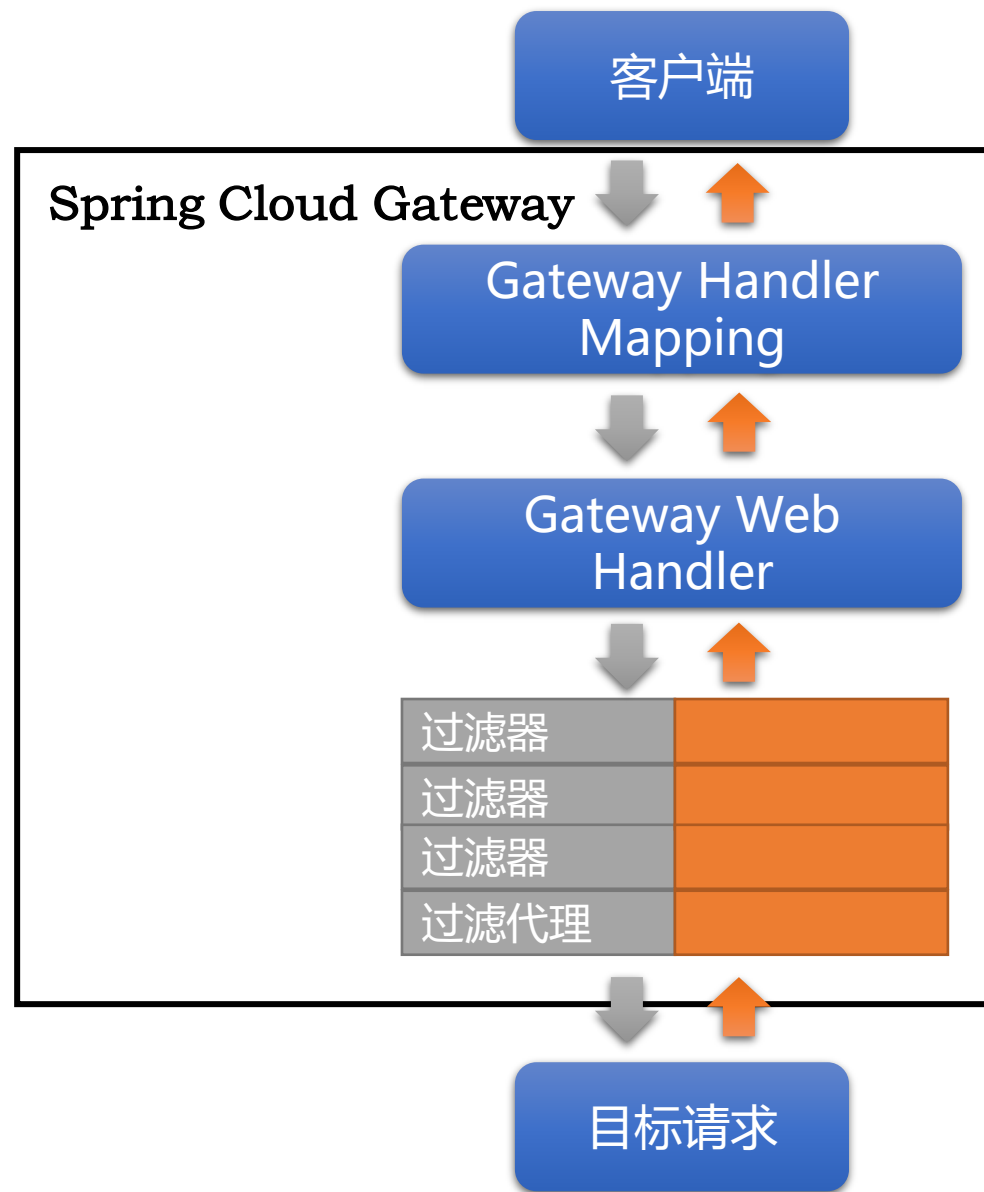 客户端
Spring Cloud Gateway
Gateway Handler
Mapping
Gateway Web
Handler
过滤器
过滤器
过滤器
过滤代理
目标请求